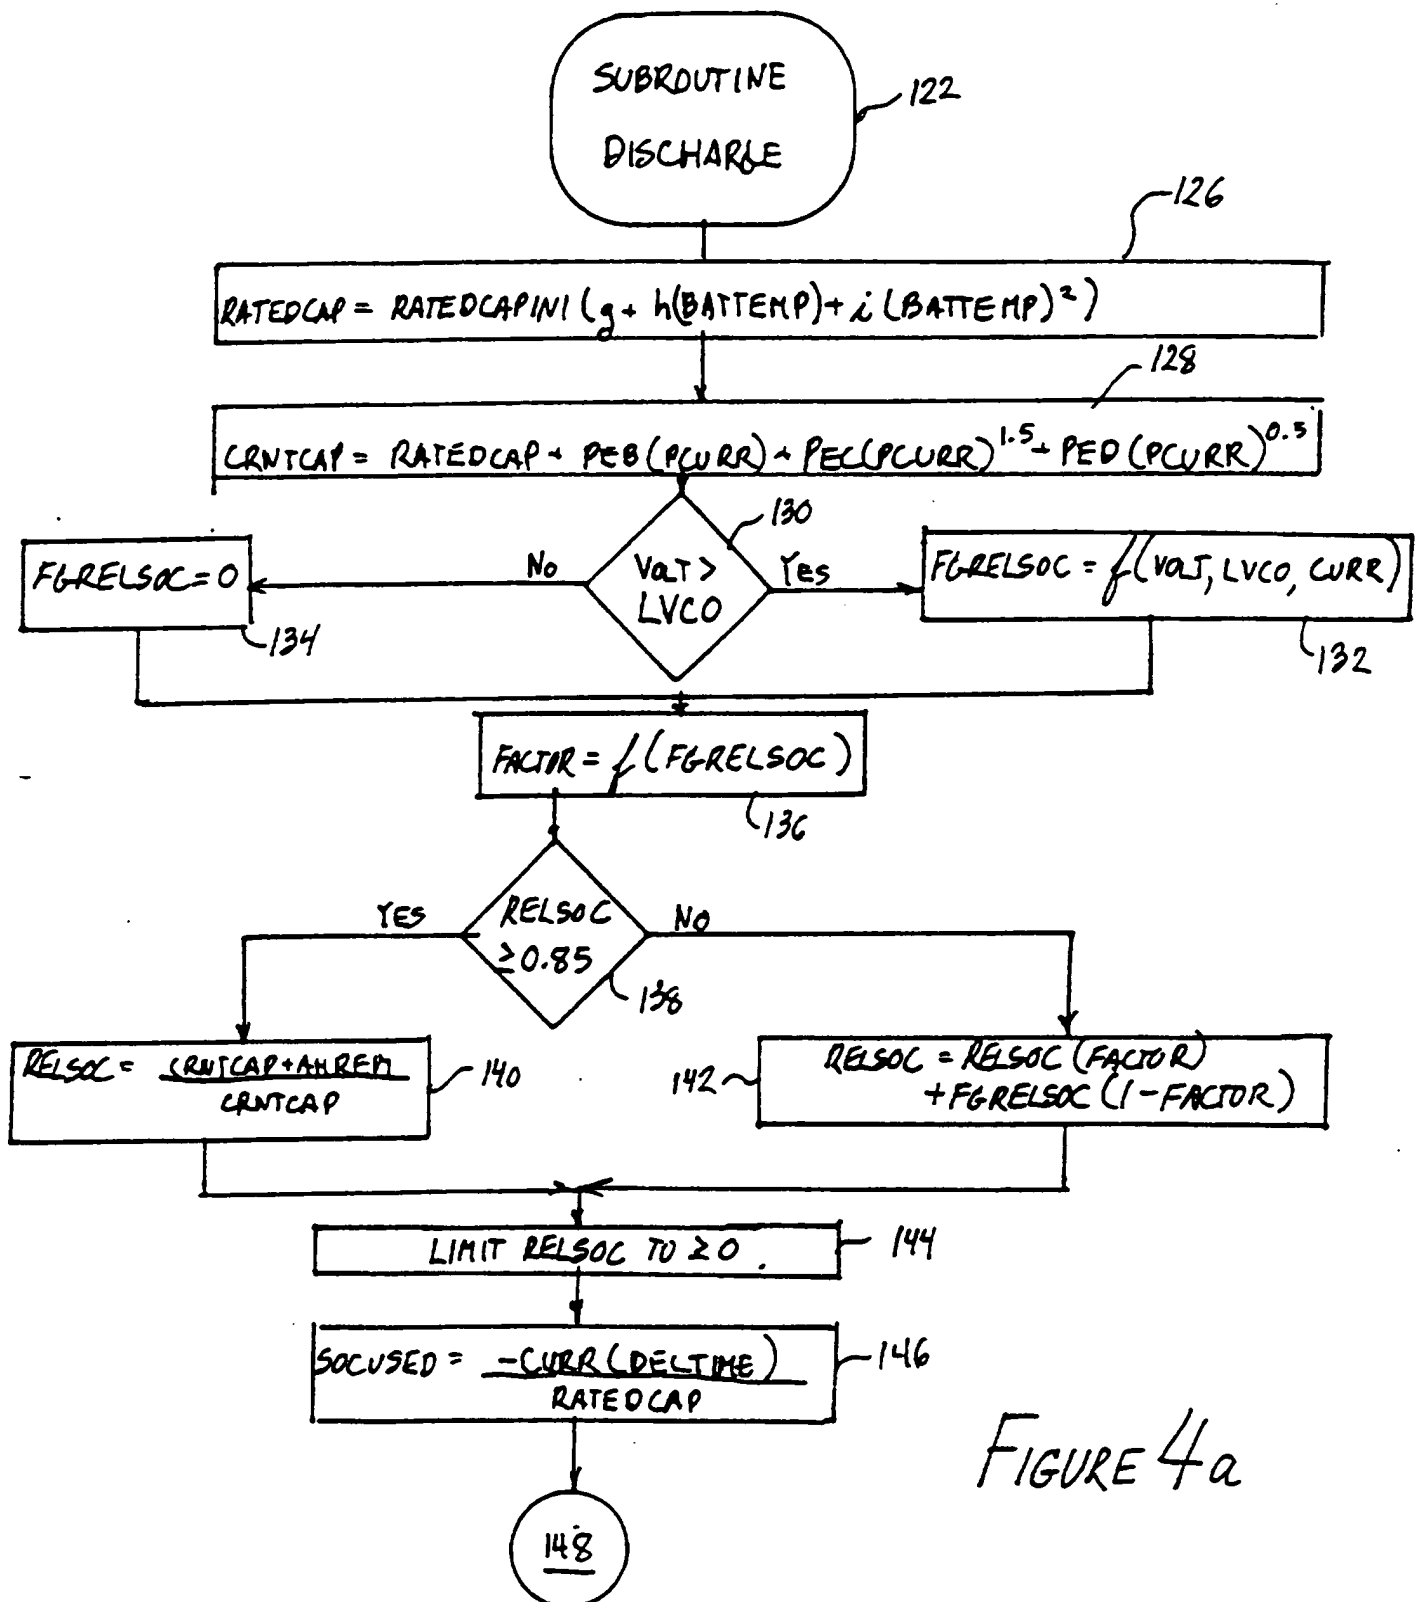 SUBROUTINE
DISCHARGE
122
126
RATEDCAP = RATEDCAPINI (g + h(BATTEMP) + i (BATTEMP)²)
128
CRNTCAP = RATEDCAP + PEB (PCURR) + PEC(PCURR)^1.5 + PED (PCURR)^0.5
130
VOLT >
LVCO
No
Yes
FGRELSOC = 0
134
FGRELSOC = f(VOLT, LVCO, CURR)
132
FACTOR = f(FGRELSOC)
136
RELSOC
≥0.85
YES
NO
138
RELSOC = CRNTCAP+AHREM
CRNTCAP
140
142
RELSOC = RELSOC (FACTOR)
+FGRELSOC (1-FACTOR)
LIMIT RELSOC TO ≥ 0
144
SOCUSED = -CURR(DELTIME)
RATEDCAP
146
148
FIGURE 4a